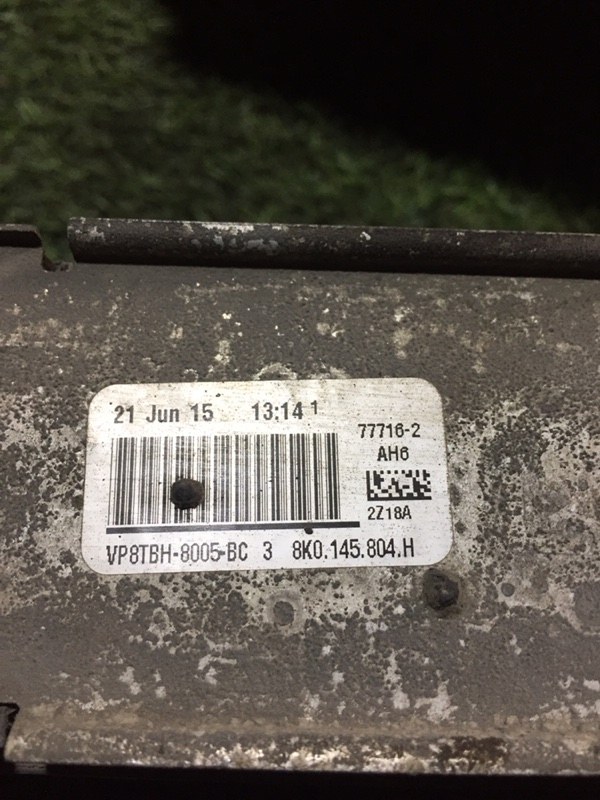 21 Jun 15 13:14 1
77716-2
AH6
2Z18A
VP8TBH-8005-BC 3 8K0.145.804.H